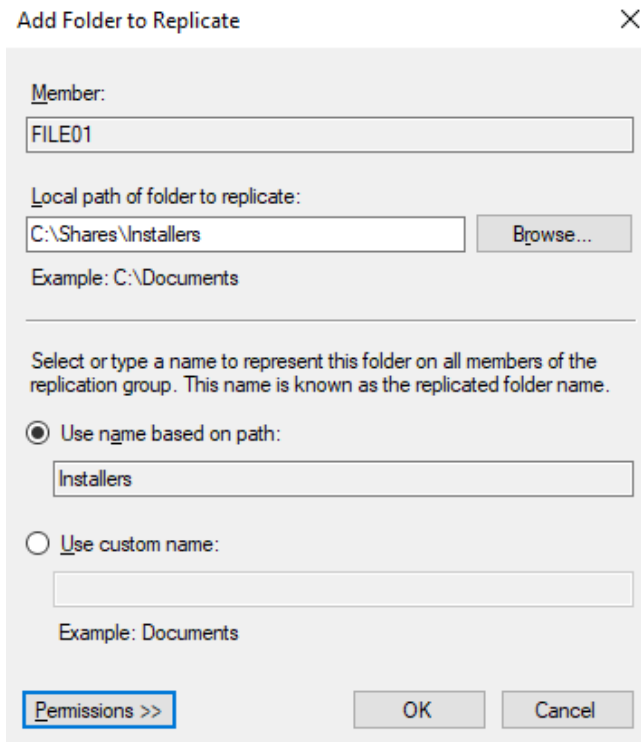 Add Folder to Replicate
Member:
FILE01
Local path of folder to replicate:
C:\Shares\Installers
Browse...
Example: C:\Documents
Select or type a name to represent this folder on all members of the
replication group. This name is known as the replicated folder name.
Use name based on path:
Installers
Use custom name:
Example: Documents
Permissions >>
OK
Cancel